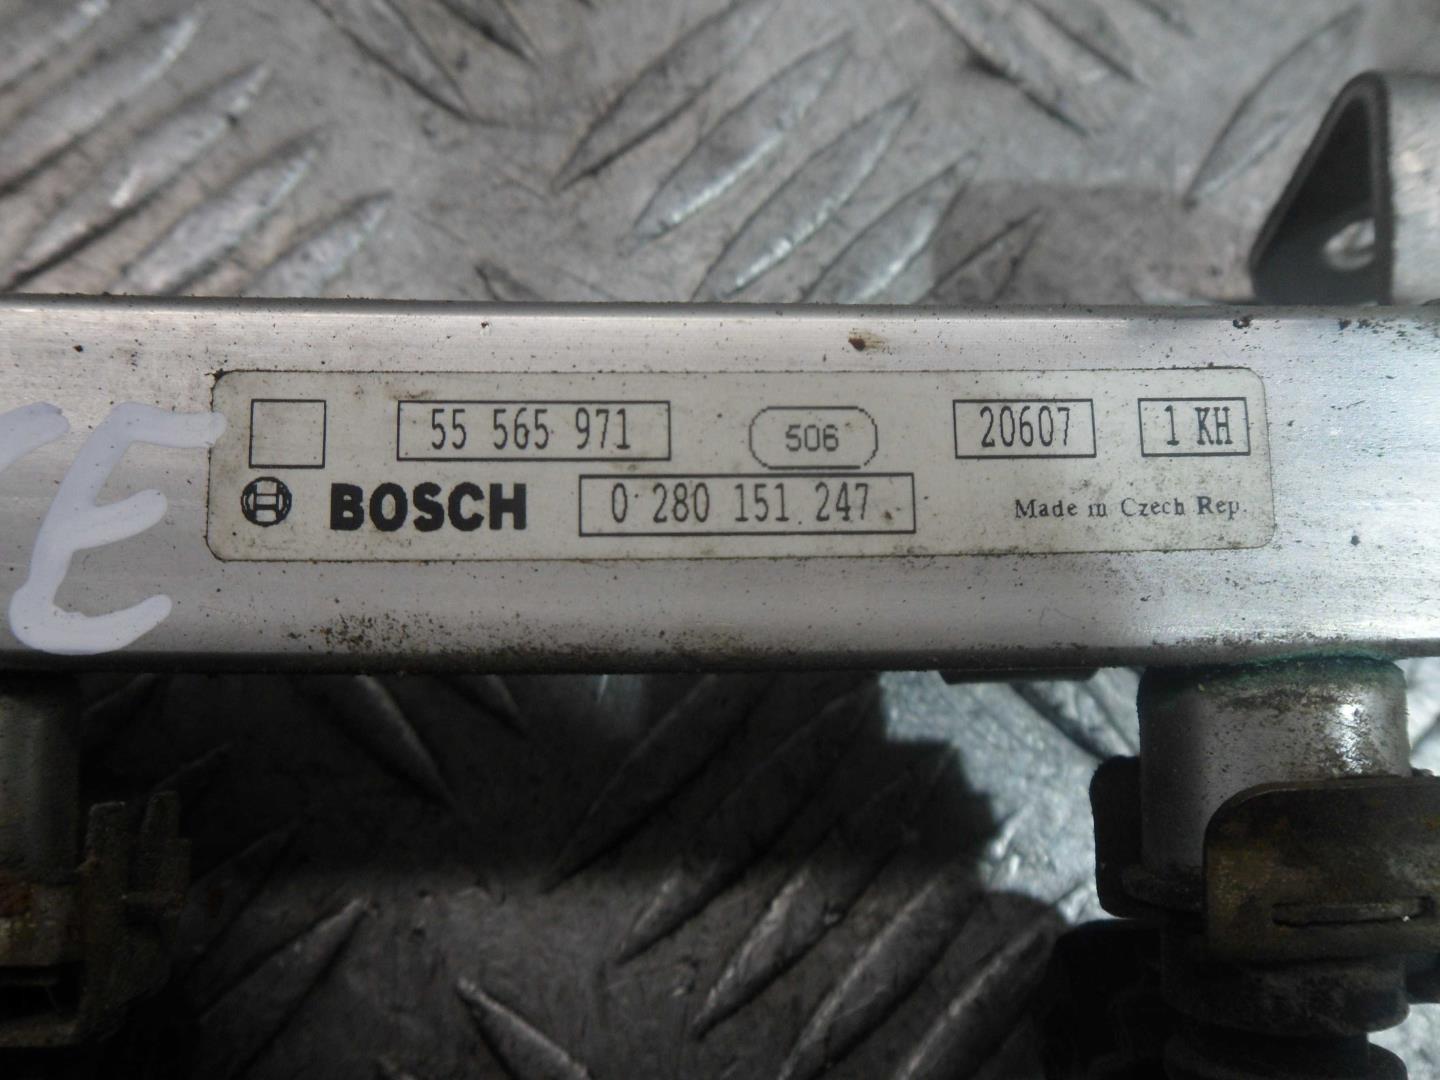 55 565 971 506 20607 1 KH
BOSCH 0 280 151 247 Made in Czech Rep.
E